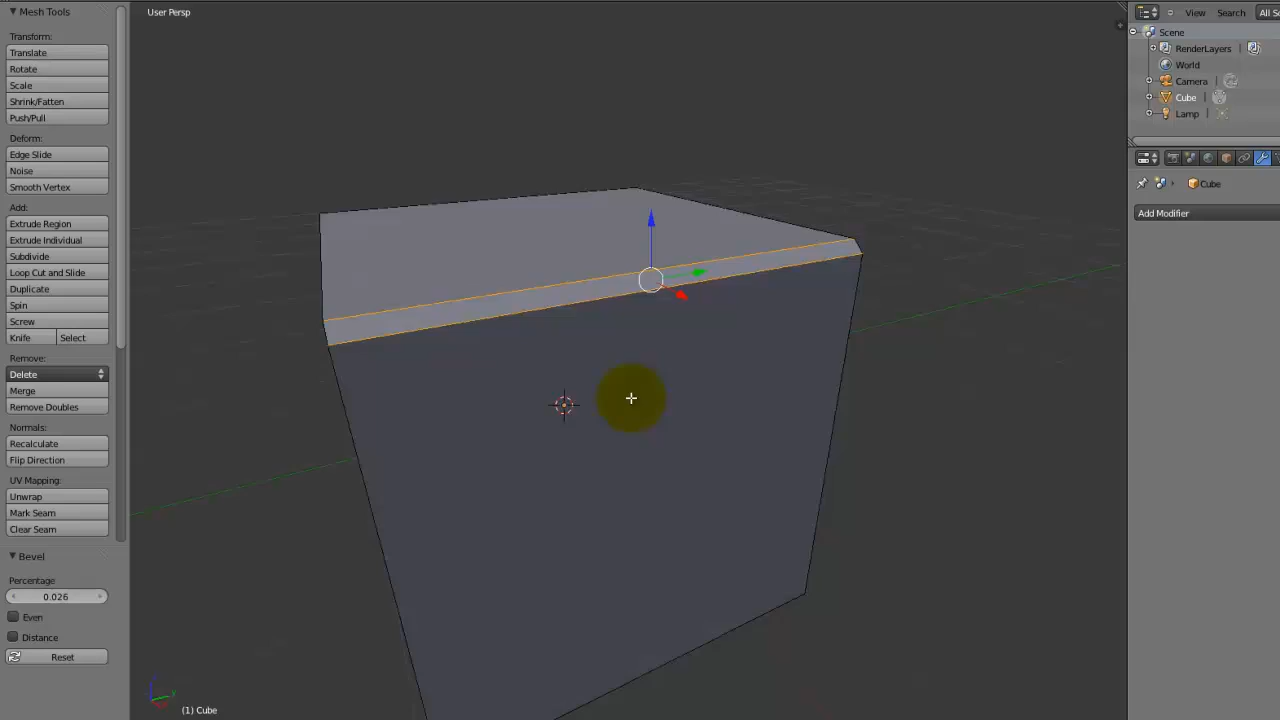 Mesh Tools
Transform:
Translate
Rotate
Scale
Shrink/Fatten
Push/Pull
Deform:
Edge Slide
Noise
Smooth Vertex
Add:
Extrude Region
Extrude Individual
Subdivide
Loop Cut and Slide
Duplicate
Spin
Screw
Knife Select
Remove:
Delete
Merge
Remove Doubles
Normals:
Recalculate
Flip Direction
UV Mapping:
Unwrap
Mark Seam
Clear Seam
Bevel
Percentage
0.026
Even
Distance
Reset
User Persp
(1) Cube
View Search All Sc
Scene
RenderLayers
World
Camera
Cube
Lamp
Cube
Add Modifier